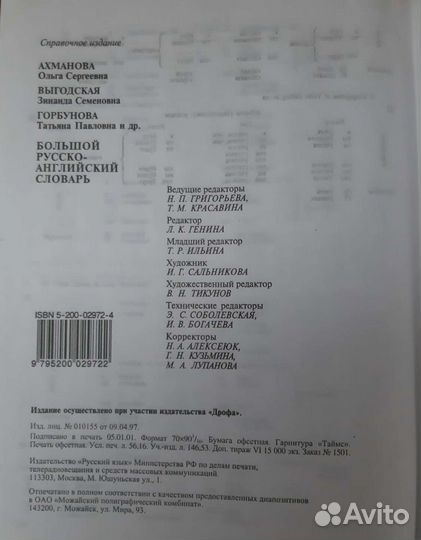 Справочное издание
АХМАНОВА
Ольга Сергеевна
ВЫГОДСКАЯ
Зинаида Семеновна
ГОРБУНОВА
Татьяна Павловна и др.
БОЛЬШОЙ
РУССКО-
АНГЛИЙСКИЙ
СЛОВАРЬ
Ведущие редакторы
Н. П. ГРИГОРЬЕВА,
Т. М. КРАСАВИНА
Редактор
Л. К. ГЕНИНА
Младший редактор
Т. Р. ИЛЬИНА
Художник
И. Г. САЛЬНИКОВА
Художественный редактор
В. Н. ТИКУНОВ
Технические редакторы
Э. С. СОБОЛЕВСКАЯ,
И. В. БОГАЧЕВА
Корректоры
Н. А. АЛЕКСЕЮК,
Г. Н. КУЗЬМИНА,
М. А. ЛУПАНОВА
ISBN 5-200-02972-4
9 795200 029722
Издание осуществлено при участии издательства «Дрофа».
Изд. лиц. № 010155 от 09.04.97.
Подписано в печать 05.01.01. Формат 70×90 1/16. Бумага офсетная. Гарнитура «Таймс».
Печать офсетная. Усл. печ. л. 56,16. Уч.-изд. л. 146,53. Доп. тираж VI 15 000 экз. Заказ № 1501.
Издательство «Русский язык» Министерства РФ по делам печати,
телерадиовещания и средств массовых коммуникаций.
113303, Москва, М. Юшуньская ул., 1.
Отпечатано в полном соответствии с качеством предоставленных диапозитивов
в ОАО «Можайский полиграфический комбинат».
143200, г. Можайск, ул. Мира, 93.
Avito